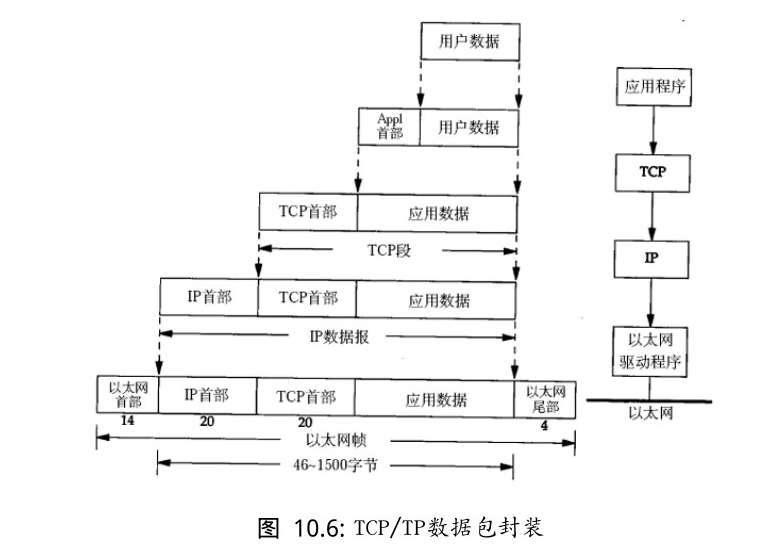 用户数据
应用程序
Appl
首部
用户数据
TCP
TCP首部
应用数据
TCP段
IP
IP首部
TCP首部
应用数据
IP数据报
以太网
驱动程序
以太网
首部
IP首部
TCP首部
应用数据
以太网
尾部
以太网
14
20
20
4
以太网帧
46~1500字节
图 10.6: TCP/TP数据包封装